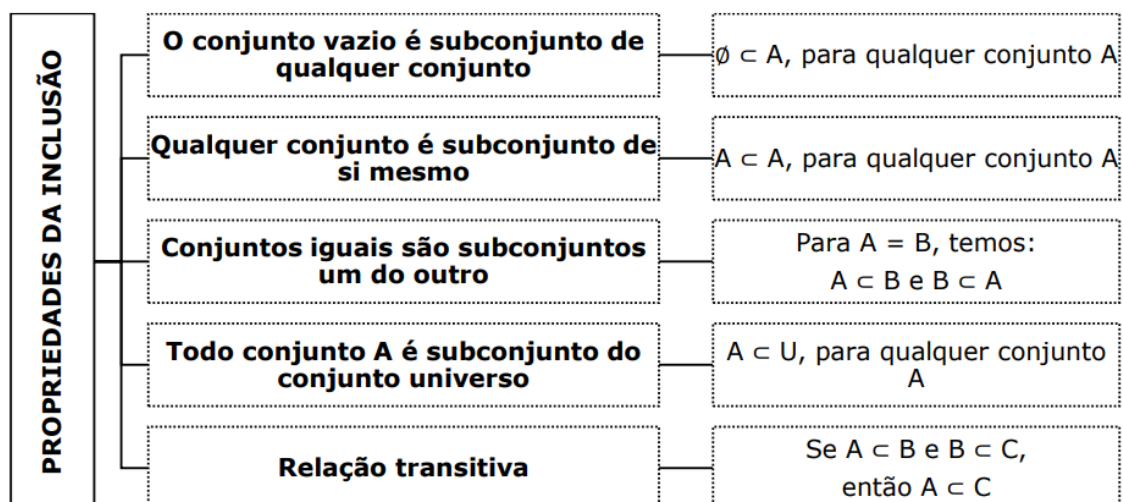 PROPRIEDADES DA INCLUSÃO
O conjunto vazio é subconjunto de
qualquer conjunto
∅ ⊂ A, para qualquer conjunto A
Qualquer conjunto é subconjunto de
si mesmo
A ⊂ A, para qualquer conjunto A
Conjuntos iguais são subconjuntos
um do outro
Para A = B, temos:
A ⊂ B e B ⊂ A
Todo conjunto A é subconjunto do
conjunto universo
A ⊂ U, para qualquer conjunto
A
Relação transitiva
Se A ⊂ B e B ⊂ C,
então A ⊂ C